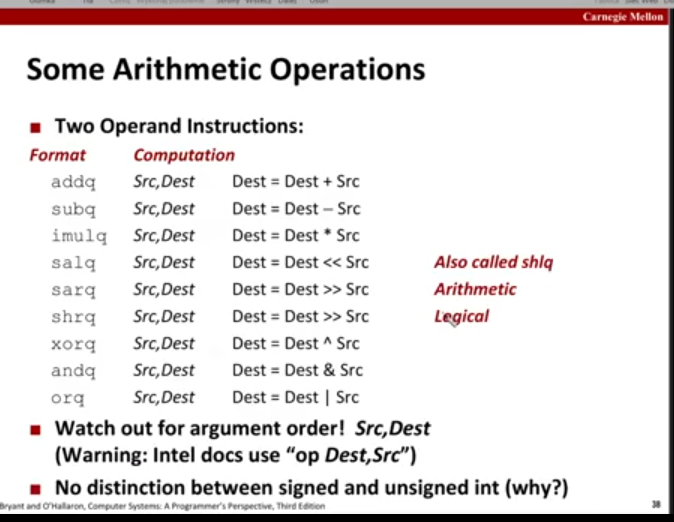 Carnegie Mellon
Some Arithmetic Operations
■ Two Operand Instructions:
Format Computation
addq Src,Dest Dest = Dest + Src
subq Src,Dest Dest = Dest − Src
imulq Src,Dest Dest = Dest * Src
salq Src,Dest Dest = Dest << Src Also called shlq
sarq Src,Dest Dest = Dest >> Src Arithmetic
shrq Src,Dest Dest = Dest >> Src Logical
xorq Src,Dest Dest = Dest ^ Src
andq Src,Dest Dest = Dest & Src
orq Src,Dest Dest = Dest | Src
■ Watch out for argument order! Src,Dest
(Warning: Intel docs use “op Dest,Src”)
■ No distinction between signed and unsigned int (why?)
Bryant and O'Hallaron, Computer Systems: A Programmer's Perspective, Third Edition 38